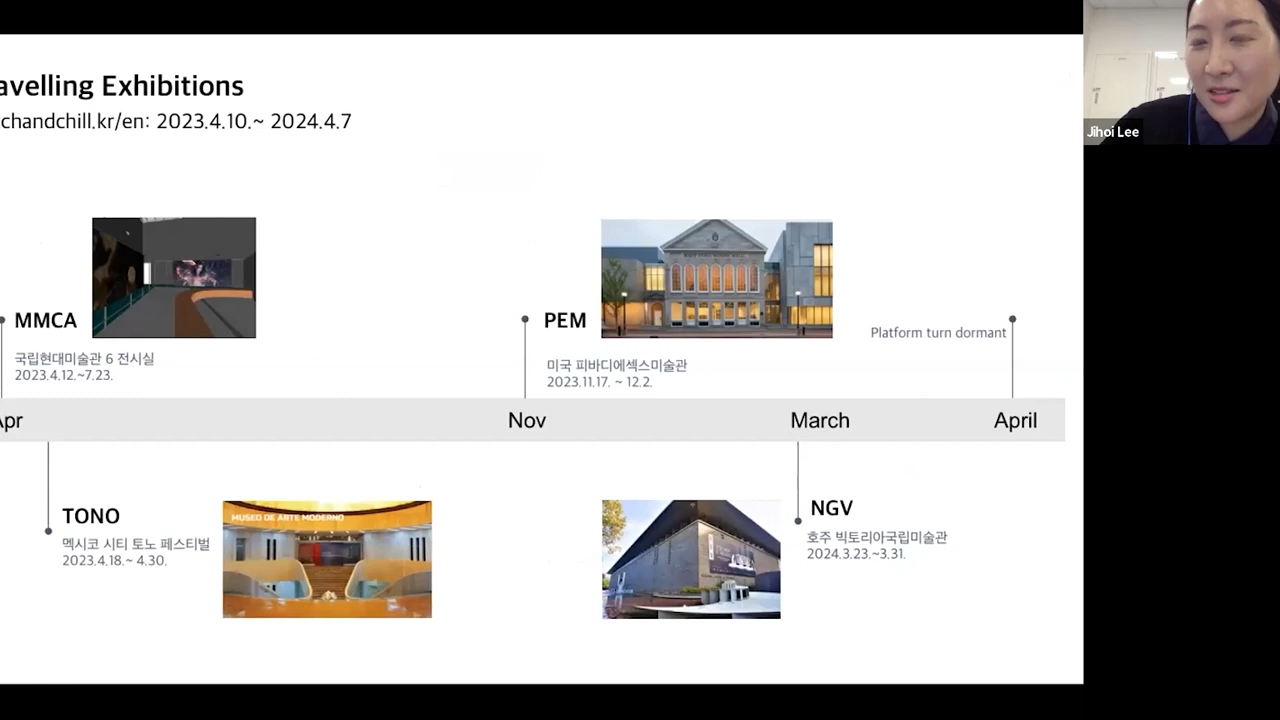 avelling Exhibitions
chandchill.kr/en: 2023.4.10.~ 2024.4.7
Jihoi Lee
MMCA
국립현대미술관 6 전시실
2023.4.12.~7.23.
PEM
미국 피바디에섹스미술관
2023.11.17. ~ 12.2.
Platform turn dormant
Apr
Nov
March
April
TONO
멕시코 시티 토노 페스티벌
2023.4.18.~ 4.30.
MUSEO DE ARTE MODERNO
NGV
호주 빅토리아국립미술관
2024.3.23.~3.31.